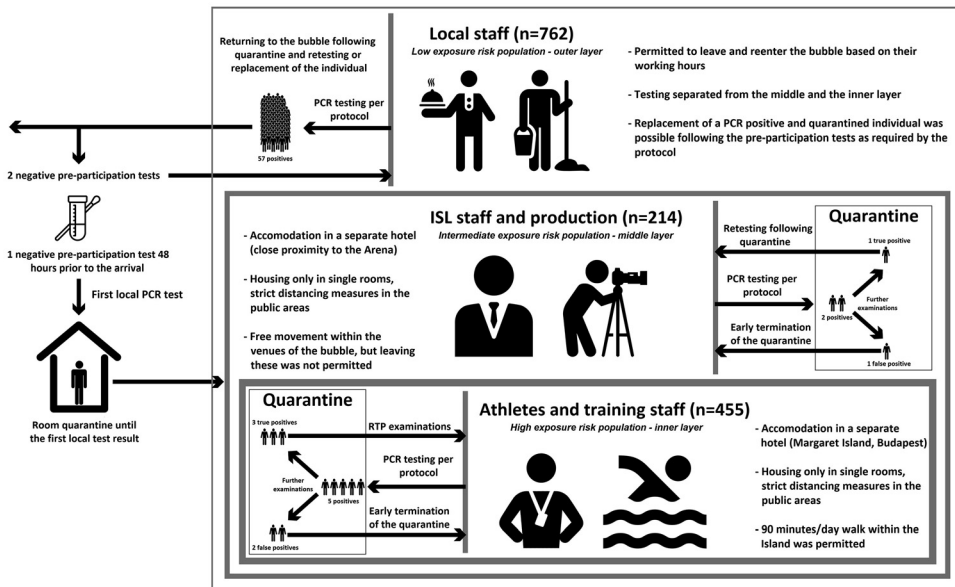 Local staff (n=762)
Low exposure risk population - outer layer
Returning to the bubble following
quarantine and retesting or
replacement of the individual
PCR testing per
protocol
57 positives
- Permitted to leave and reenter the bubble based on their
working hours
- Testing separated from the middle and the inner layer
- Replacement of a PCR positive and quarantined individual was
possible following the pre-participation tests as required by the
protocol
2 negative pre-participation tests
1 negative pre-participation test 48
hours prior to the arrival
First local PCR test
Room quarantine until
the first local test result
ISL staff and production (n=214)
Intermediate exposure risk population - middle layer
- Accomodation in a separate hotel
(close proximity to the Arena)
- Housing only in single rooms,
strict distancing measures in the
public areas
- Free movement within the
venues of the bubble, but leaving
these was not permitted
Retesting following
quarantine
PCR testing per
protocol
Early termination
of the quarantine
Quarantine
1 true positive
Further
examinations
2 positives
1 false positive
Quarantine
3 true positives
Further
examinations
5 positives
2 false positives
RTP examinations
PCR testing per
protocol
Early termination
of the quarantine
Athletes and training staff (n=455)
High exposure risk population - inner layer
- Accomodation in a separate
hotel (Margaret Island, Budapest)
- Housing only in single rooms,
strict distancing measures in the
public areas
- 90 minutes/day walk within the
Island was permitted